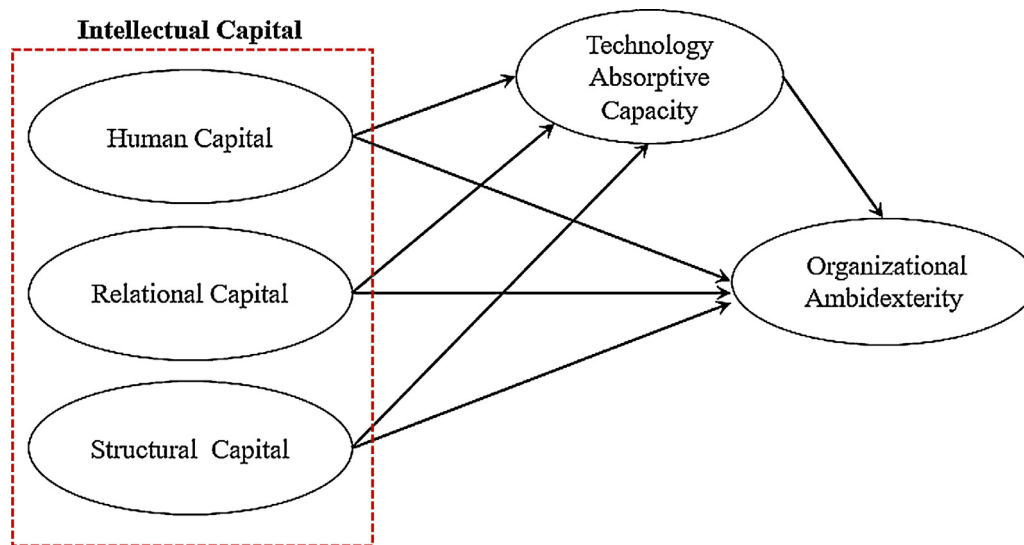 Intellectual Capital
Human Capital
Relational Capital
Structural Capital
Technology
Absorptive
Capacity
Organizational
Ambidexterity